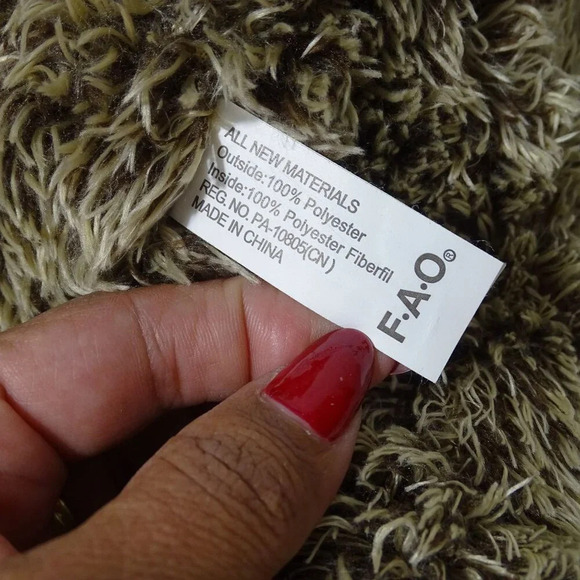 ALL NEW MATERIALS
Outside:100% Polyester
Inside:100% Polyester Fiberfil
REG. NO. PA-10805(CN)
MADE IN CHINA
F·A·O®